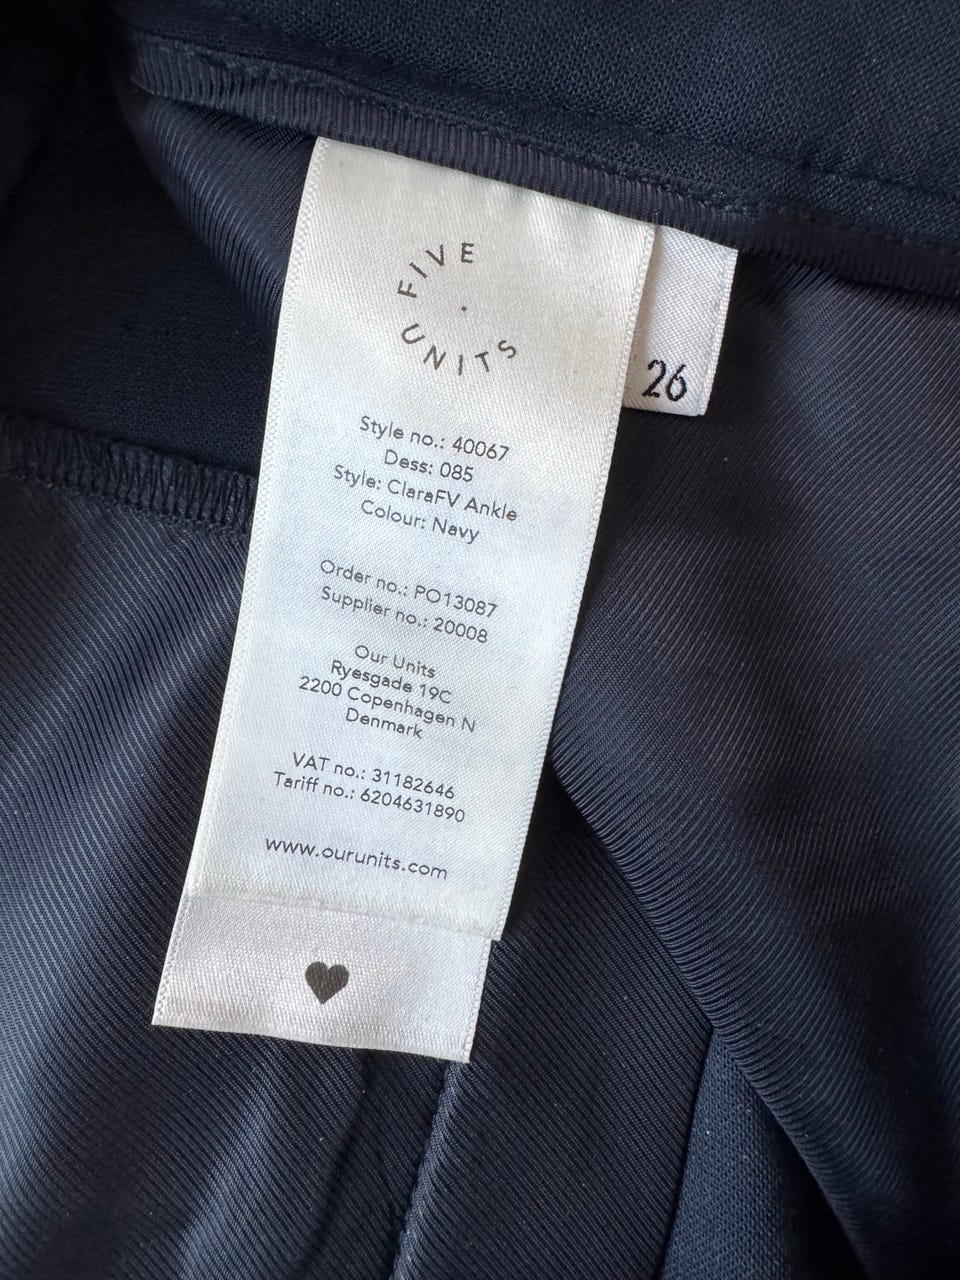 FIVE
UNITS
26
Style no.: 40067
Dess: 085
Style: ClaraFV Ankle
Colour: Navy
Order no.: PO13087
Supplier no.: 20008
Our Units
Ryesgade 19C
2200 Copenhagen N
Denmark
VAT no.: 31182646
Tariff no.: 6204631890
www.ourunits.com